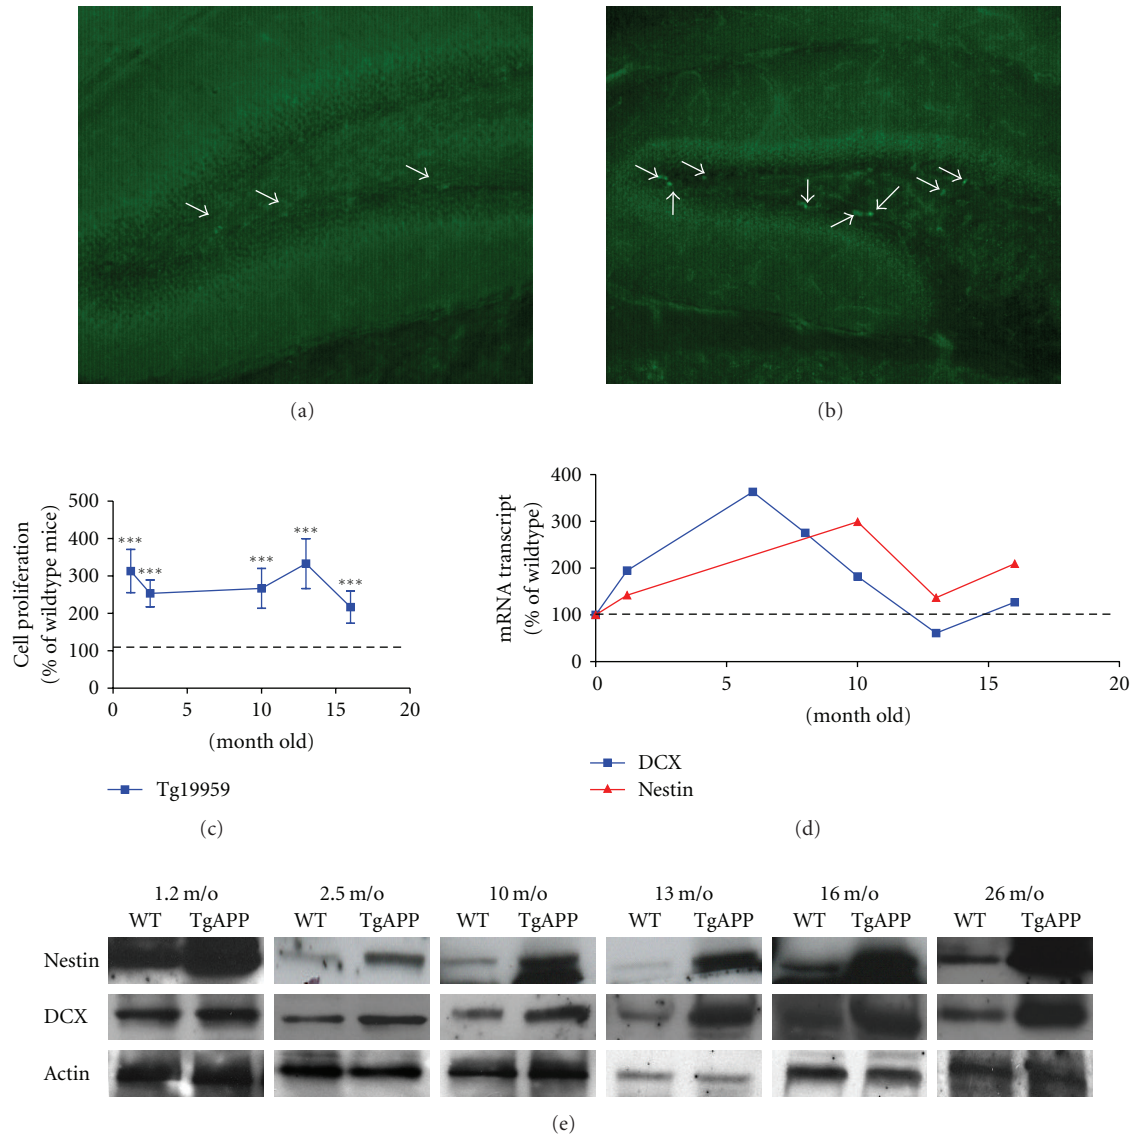 (a)
(b)
Cell proliferation
(% of wildtype mice)
500
400
300
200
100
0
***
***
***
***
***
0
5
10
15
20
(month old)
Tg19959
(c)
mRNA transcript
(% of wildtype)
400
300
200
100
0
0
5
10
15
20
(month old)
DCX
Nestin
(d)
1.2 m/o
2.5 m/o
10 m/o
13 m/o
16 m/o
26 m/o
WT TgAPP
WT TgAPP
WT TgAPP
WT TgAPP
WT TgAPP
WT TgAPP
Nestin
DCX
Actin
(e)